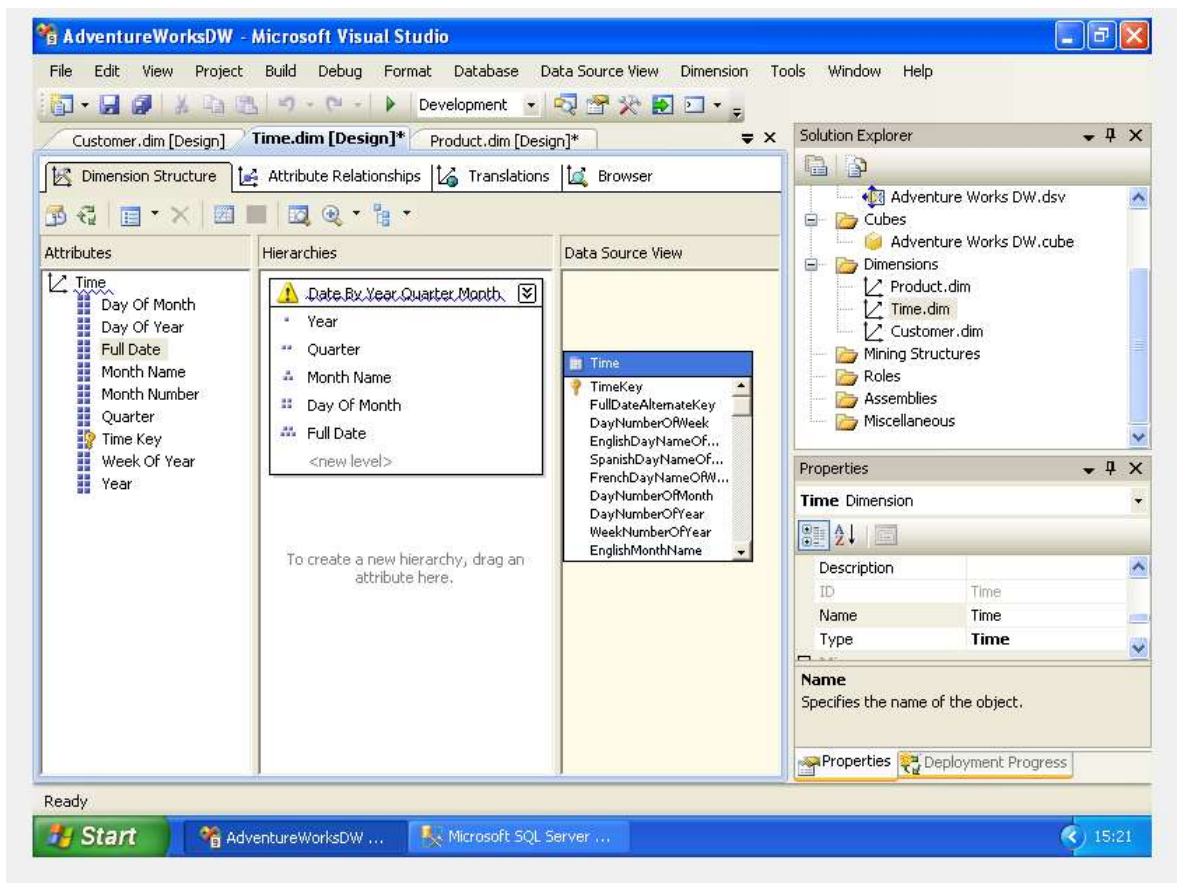 AdventureWorksDW - Microsoft Visual Studio
File Edit View Project Build Debug Format Database Data Source View Dimension Tools Window Help
Development
Customer.dim [Design] Time.dim [Design]* Product.dim [Design]*
Dimension Structure Attribute Relationships Translations Browser
Attributes
Time
Day Of Month
Day Of Year
Full Date
Month Name
Month Number
Quarter
Time Key
Week Of Year
Year
Hierarchies
Date By Year Quarter Month
Year
Quarter
Month Name
Day Of Month
Full Date
<new level>
To create a new hierarchy, drag an
attribute here.
Data Source View
Time
TimeKey
FullDateAlternateKey
DayNumberOfWeek
EnglishDayNameOf...
SpanishDayNameOf...
FrenchDayNameOfW...
DayNumberOfMonth
DayNumberOfYear
WeekNumberOfYear
EnglishMonthName
Solution Explorer
Adventure Works DW.dsv
Cubes
Adventure Works DW.cube
Dimensions
Product.dim
Time.dim
Customer.dim
Mining Structures
Roles
Assemblies
Miscellaneous
Properties
Time Dimension
Description
ID Time
Name Time
Type Time
Name
Specifies the name of the object.
Properties Deployment Progress
Ready
Start AdventureWorksDW ... Microsoft SQL Server ... 15:21